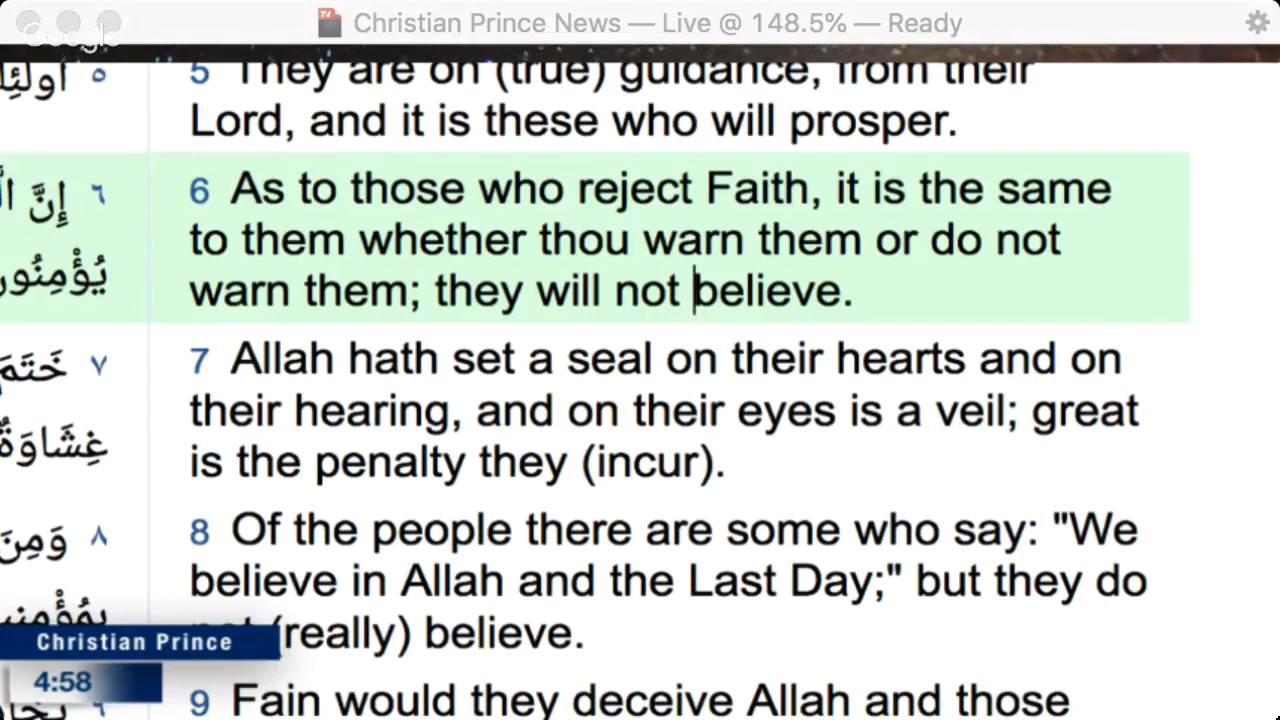 Christian Prince News — Live @ 148.5% — Ready
Google
5 They are on (true) guidance, from their
Lord, and it is these who will prosper.
6 As to those who reject Faith, it is the same
to them whether thou warn them or do not
warn them; they will not believe.
7 Allah hath set a seal on their hearts and on
their hearing, and on their eyes is a veil; great
is the penalty they (incur).
8 Of the people there are some who say: "We
believe in Allah and the Last Day;" but they do
not (really) believe.
9 Fain would they deceive Allah and those
٥
٦ إِنَّ
٧ خَتَمَ
غِشَاوَةٌ
٨ وَمِنَ
Christian Prince
4:58